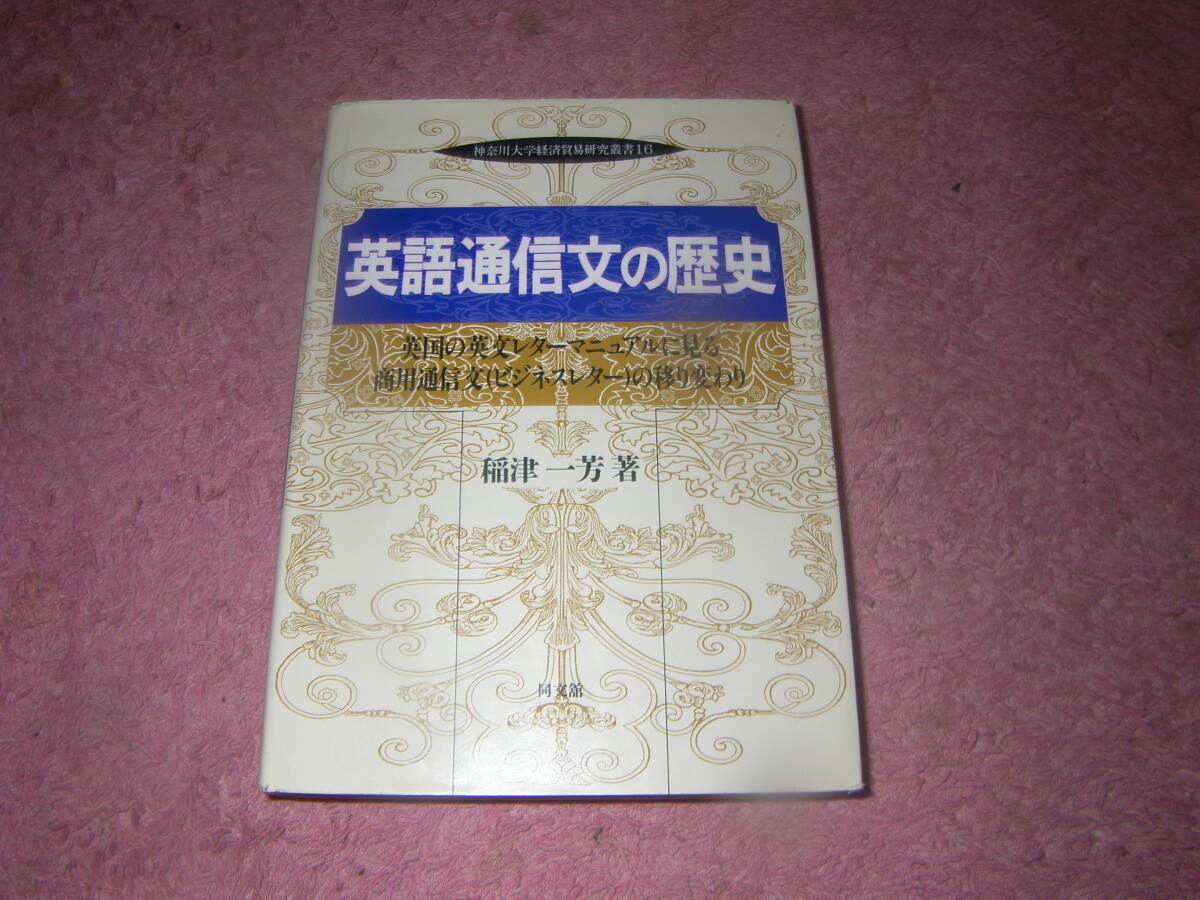 神奈川大学経済貿易研究叢書16
英語通信文の歴史
英国の英文レターマニュアルに見る
商用通信文(ビジネスレター)の移り変わり
稲津 一芳 著
同文舘